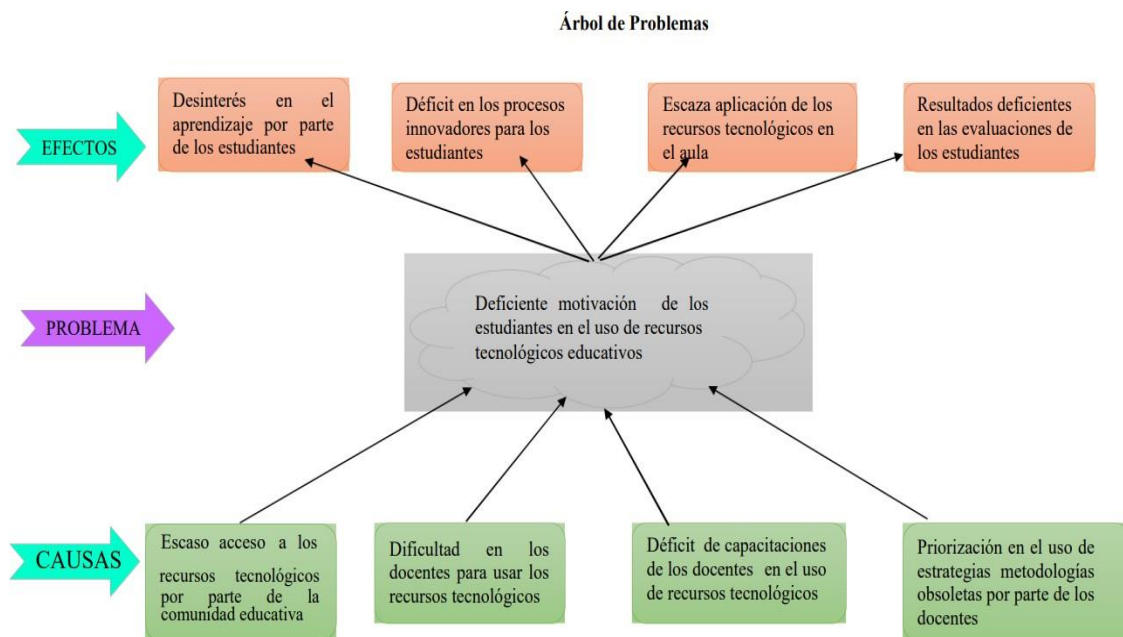 Árbol de Problemas
EFECTOS
Desinterés en el
aprendizaje por parte
de los estudiantes
Déficit en los procesos
innovadores para los
estudiantes
Escaza aplicación de los
recursos tecnológicos en
el aula
Resultados deficientes
en las evaluaciones de
los estudiantes
PROBLEMA
Deficiente motivación de los
estudiantes en el uso de recursos
tecnológicos educativos
CAUSAS
Escaso acceso a los
recursos tecnológicos
por parte de la
comunidad educativa
Dificultad en los
docentes para usar los
recursos tecnológicos
Déficit de capacitaciones
de los docentes en el uso
de recursos tecnológicos
Priorización en el uso de
estrategias metodologías
obsoletas por parte de los
docentes